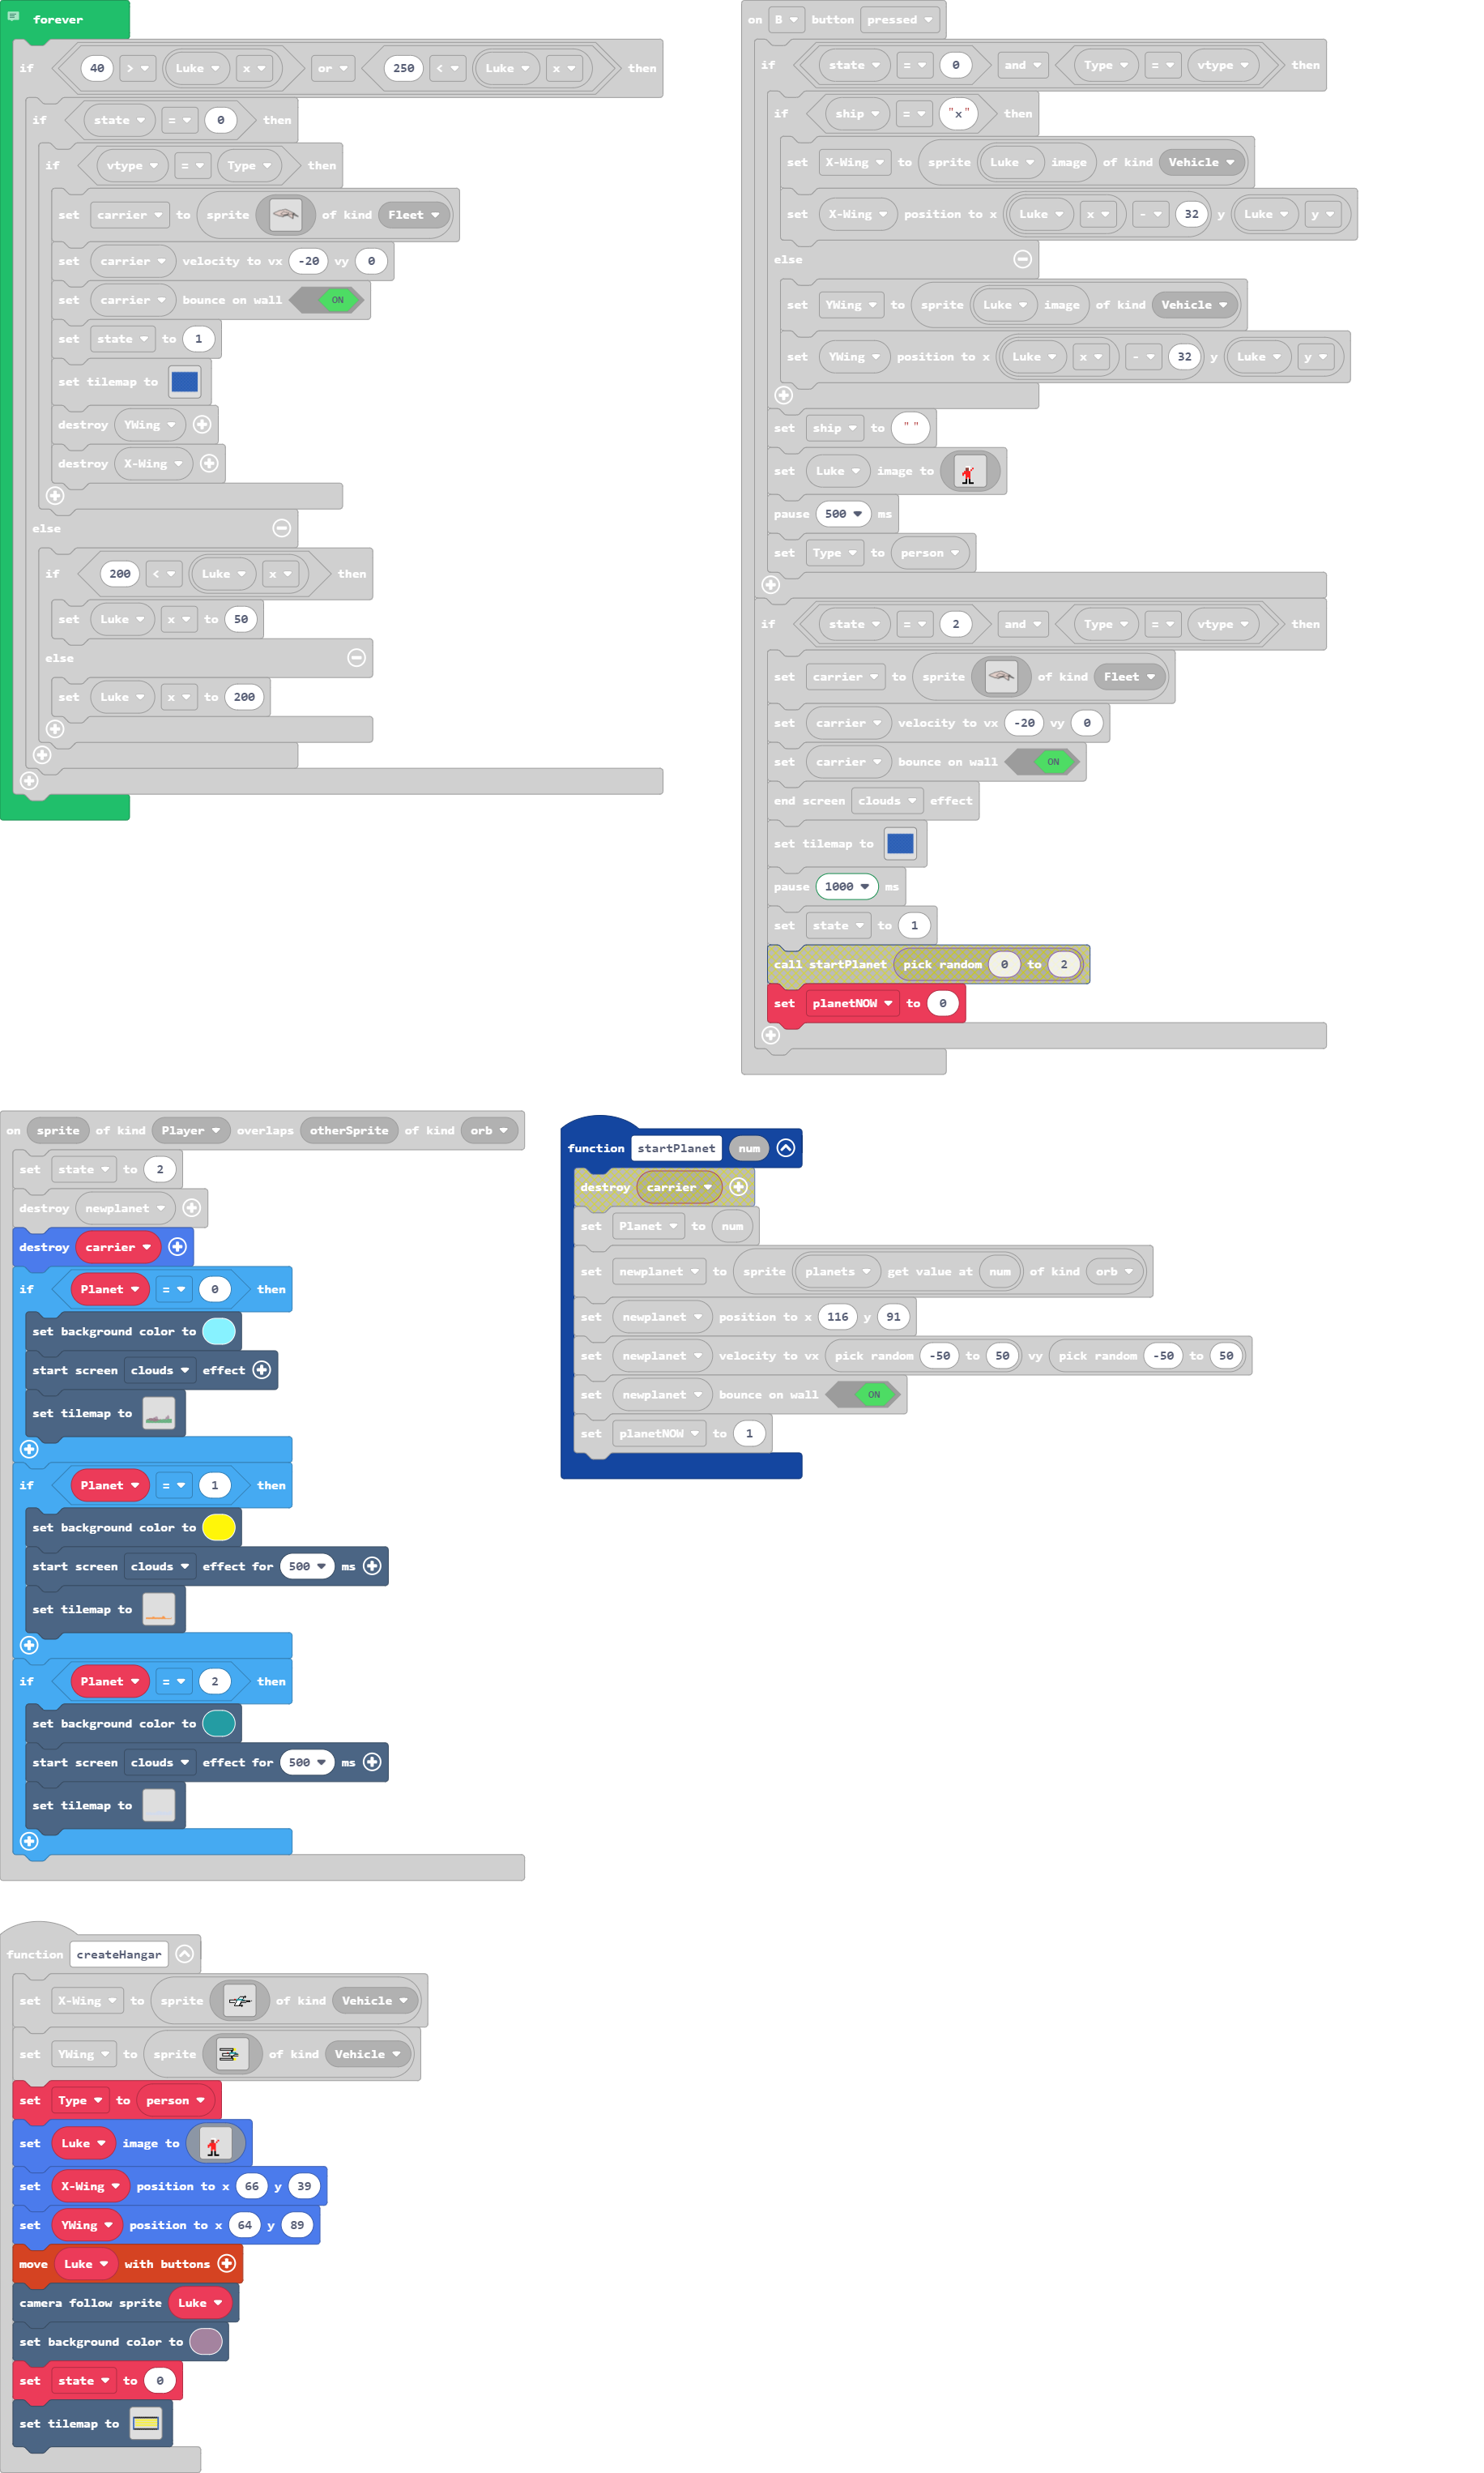 forever
if 40 > Luke x or 250 < Luke x then
if state = 0 then
if vtype = Type then
set carrier to sprite of kind Fleet
set carrier velocity to vx -20 vy 0
set carrier bounce on wall ON
set state to 1
set tilemap to
destroy YWing
destroy X-Wing
else
if 200 < Luke x then
set Luke x to 50
else
set Luke x to 200
on B button pressed
if state = 0 and Type = vtype then
if ship = "x" then
set X-Wing to sprite Luke image of kind Vehicle
set X-Wing position to x Luke x - 32 y Luke y
else
set YWing to sprite Luke image of kind Vehicle
set YWing position to x Luke x - 32 y Luke y
set ship to " "
set Luke image to
pause 500 ms
set Type to person
if state = 2 and Type = vtype then
set carrier to sprite of kind Fleet
set carrier velocity to vx -20 vy 0
set carrier bounce on wall ON
end screen clouds effect
set tilemap to
pause 1000 ms
set state to 1
call startPlanet pick random 0 to 2
set planetNOW to 0
on sprite of kind Player overlaps otherSprite of kind orb
set state to 2
destroy newplanet
destroy carrier
if Planet = 0 then
set background color to
start screen clouds effect
set tilemap to
if Planet = 1 then
set background color to
start screen clouds effect for 500 ms
set tilemap to
if Planet = 2 then
set background color to
start screen clouds effect for 500 ms
set tilemap to
function startPlanet num
destroy carrier
set Planet to num
set newplanet to sprite planets get value at num of kind orb
set newplanet position to x 116 y 91
set newplanet velocity to vx pick random -50 to 50 vy pick random -50 to 50
set newplanet bounce on wall ON
set planetNOW to 1
function createHangar
set X-Wing to sprite of kind Vehicle
set YWing to sprite of kind Vehicle
set Type to person
set Luke image to
set X-Wing position to x 66 y 39
set YWing position to x 64 y 89
move Luke with buttons
camera follow sprite Luke
set background color to
set state to 0
set tilemap to